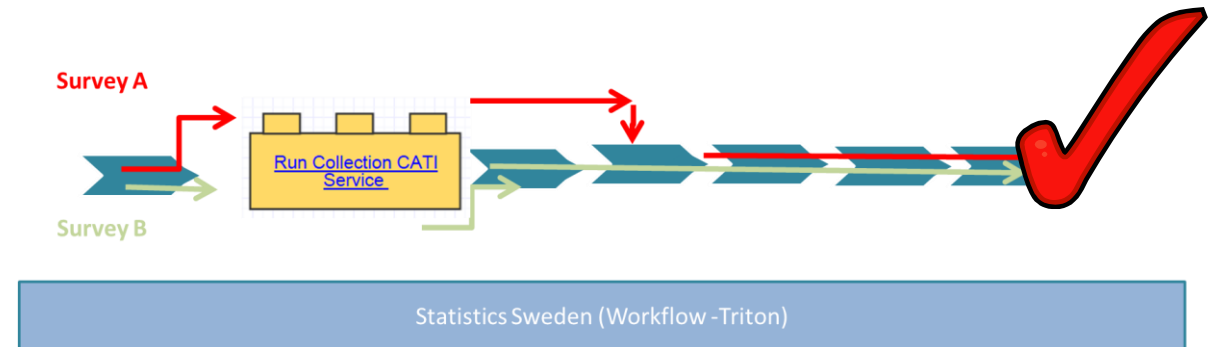 Survey A
Run Collection CATI
Service
Survey B
Statistics Sweden (Workflow -Triton)